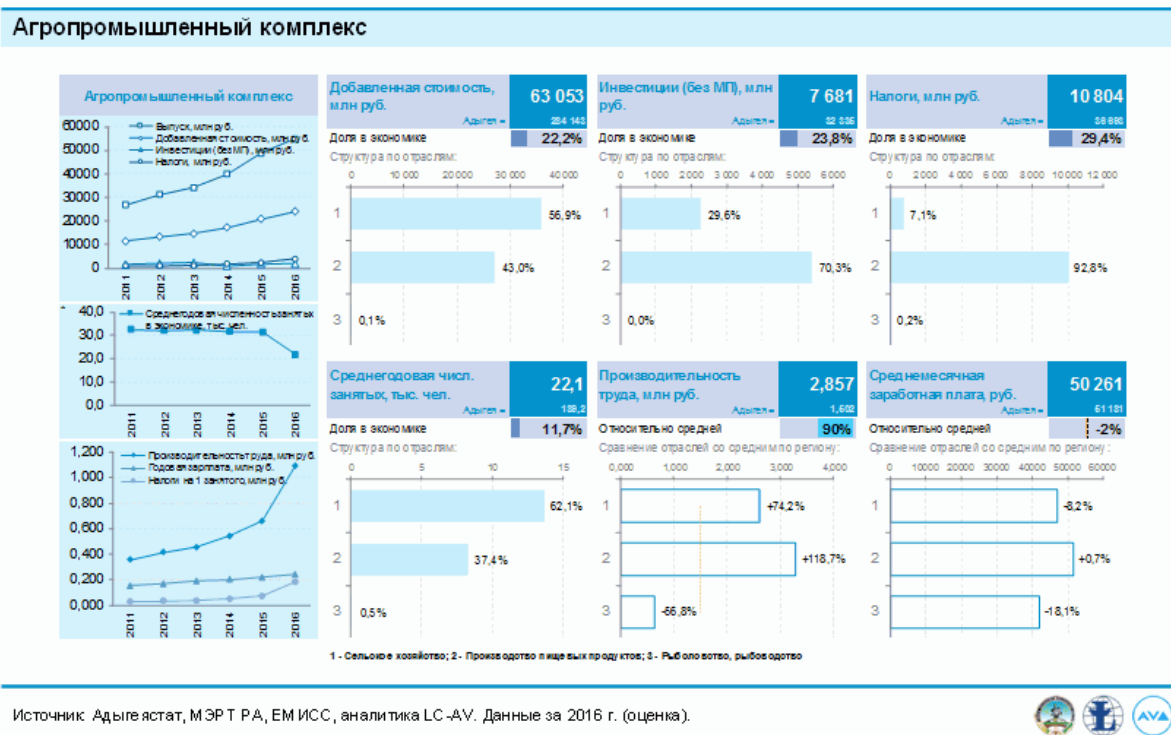 Агропромышленный комплекс
Агропромышленный комплекс
60000
50000
40000
30000
20000
10000
0
Выпуск, млн руб.
Добавленная стоимость, млн руб.
Инвестиции (без МП), млн руб.
Налоги, млн руб.
2011 2012 2013 2014 2015 2016
40,0
30,0
20,0
10,0
0,0
Среднегодовая численность занятых
в экономике, тыс. чел.
2011 2012 2013 2014 2015 2016
1,200
1,000
0,800
0,600
0,400
0,200
0,000
Производительность труда, млн руб.
Годовая зарплата, млн руб.
Налоги на 1 занятого, млн руб.
2011 2012 2013 2014 2015 2016
Добавленная стоимость,
млн руб.
63 053
Адыгея =
284 143
Доля в экономике 22,2%
Структура по отраслям:
0 10 000 20 000 30 000 40 000
1 56,9%
2 43,0%
3 0,1%
Инвестиции (без МП), млн
руб.
7 681
Адыгея =
Доля в экономике 23,8%
Структура по отраслям:
0 1 000 2 000 3 000 4 000 5 000 6 000
1 29,6%
2 70,3%
3 0,0%
Налоги, млн руб.
10 804
Адыгея =
Доля в экономике 29,4%
Структура по отраслям:
0 2 000 4 000 6 000 8 000 10 000 12 000
1 7,1%
2 92,8%
3 0,2%
Среднегодовая числ.
занятых, тыс. чел.
22,1
Адыгея =
Доля в экономике 11,7%
Структура по отраслям:
0 5 10 15
1 62,1%
2 37,4%
3 0,5%
Производительность
труда, млн руб.
2,857
Адыгея =
1,502
Относительно средней 90%
Сравнение отраслей со средним по региону:
0,000 1,000 2,000 3,000 4,000
1 +74,2%
2 +118,7%
3 -56,8%
Среднемесячная
заработная плата, руб.
50 261
Адыгея =
51 181
Относительно средней -2%
Сравнение отраслей со средним по региону:
0 10000 20000 30000 40000 50000 60000
1 -8,2%
2 +0,7%
3 -18,1%
1 - Сельское хозяйство; 2 - Производство пищевых продуктов; 3 - Рыболовство, рыбоводство
Источник: Адыгеястат, МЭРТ РА, ЕМИСС, аналитика LC-AV. Данные за 2016 г. (оценка).
AVA